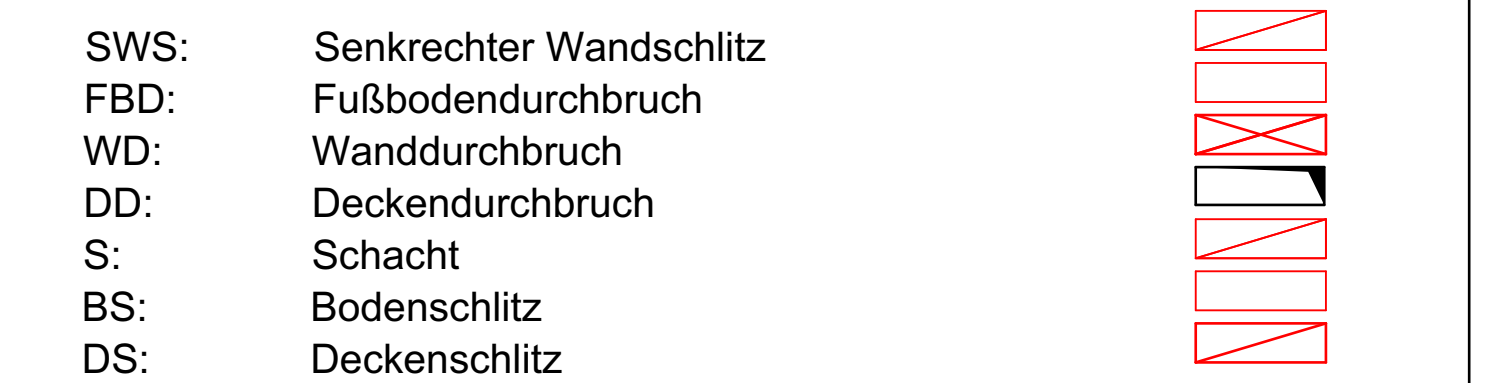 SWS: Senkrechter Wandschlitz
FBD: Fußbodendurchbruch
WD: Wanddurchbruch
DD: Deckendurchbruch
S: Schacht
BS: Bodenschlitz
DS: Deckenschlitz